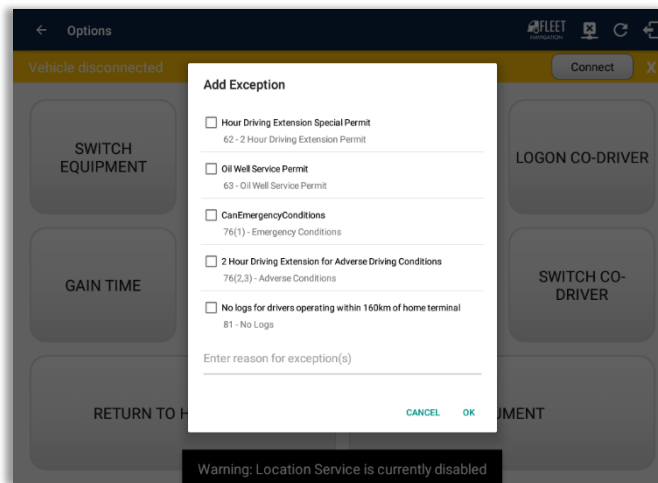 Options
FLEET
NAVIGATION
Vehicle disconnected
Connect
X
Add Exception
Hour Driving Extension Special Permit
62 - 2 Hour Driving Extension Permit
Oil Well Service Permit
63 - Oil Well Service Permit
CanEmergencyConditions
76(1) - Emergency Conditions
2 Hour Driving Extension for Adverse Driving Conditions
76(2,3) - Adverse Conditions
No logs for drivers operating within 160km of home terminal
81 - No Logs
Enter reason for exception(s)
CANCEL
OK
SWITCH
EQUIPMENT
LOGON CO-DRIVER
GAIN TIME
SWITCH CO-
DRIVER
RETURN TO H
UMENT
Warning: Location Service is currently disabled